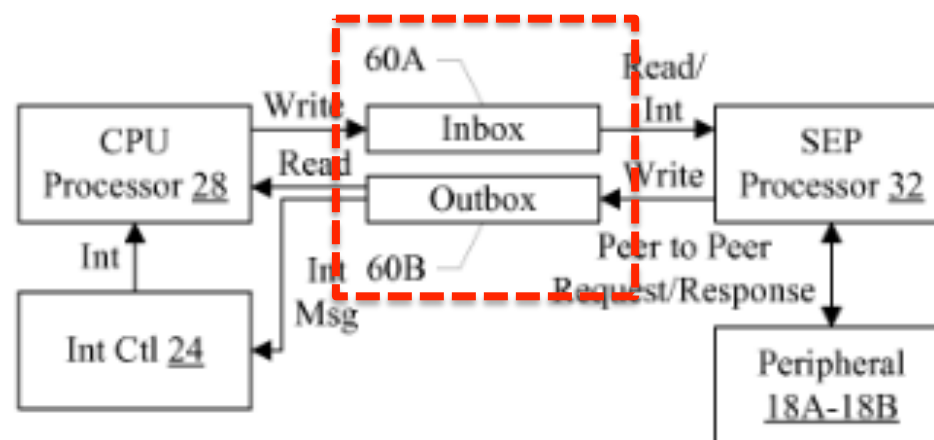 60A
Write
Read/
Int
CPU
Processor 28
Inbox
SEP
Processor 32
Read
Write
Outbox
Int
Int
Msg
60B
Peer to Peer
Request/Response
Int Ctl 24
Peripheral
18A-18B